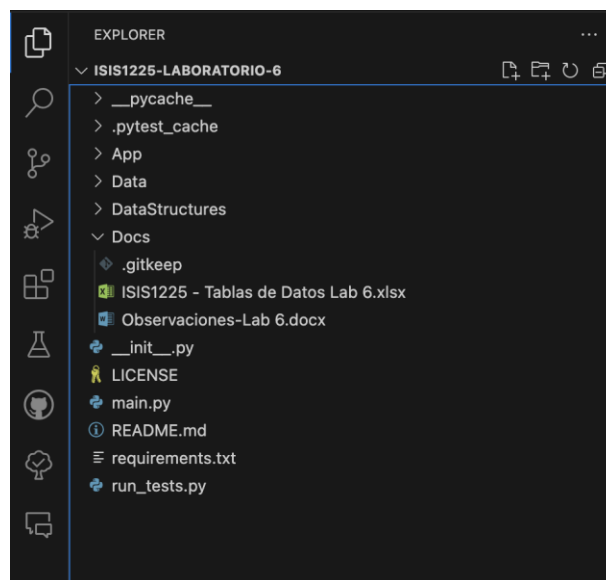 EXPLORER
ISIS1225-LABORATORIO-6
__pycache__
.pytest_cache
App
Data
DataStructures
Docs
.gitkeep
ISIS1225 - Tablas de Datos Lab 6.xlsx
Observaciones-Lab 6.docx
__init__.py
LICENSE
main.py
README.md
requirements.txt
run_tests.py